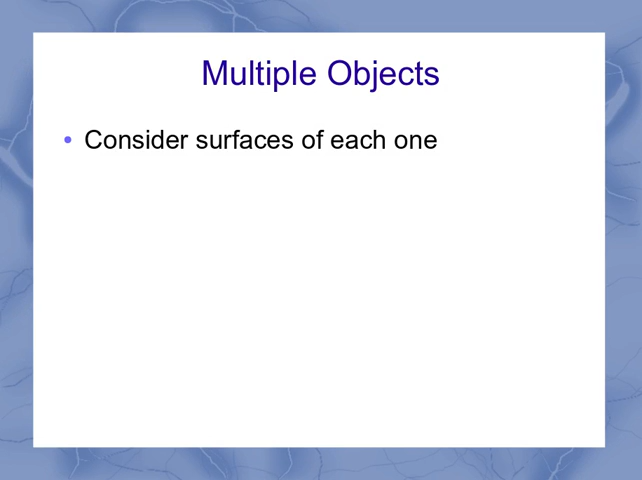 Multiple Objects
• Consider surfaces of each one